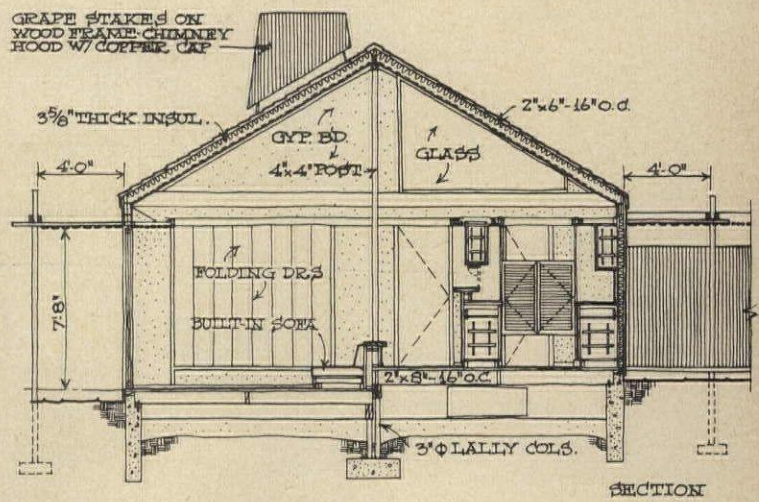 GRAPE STAKES ON
WOOD FRAME-CHIMNEY
HOOD W/ COPPER CAP
3 5/8" THICK INSUL.
2"x6"-16" O.C.
GYP. BD
GLASS
4"x4" POST
4'-0"
4'-0"
7'-8"
FOLDING DRS
BUILT-IN SOFA
2"x8"-16" O.C.
3" Φ LALLY COLS.
SECTION